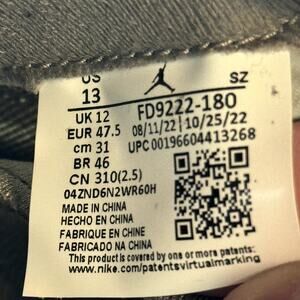 US SZ
13
UK 12 FD9222-180
EUR 47.5 08/11/22 10/25/22
cm 31 UPC 00196604413268
BR 46
CN 310(2.5)
04ZND6N2WR60H
MADE IN CHINA
HECHO EN CHINA
FABRIQUE EN CHINE
FABRICADO NA CHINA
This product is covered by one or more
www.nike.com/patentsvirtualmarking